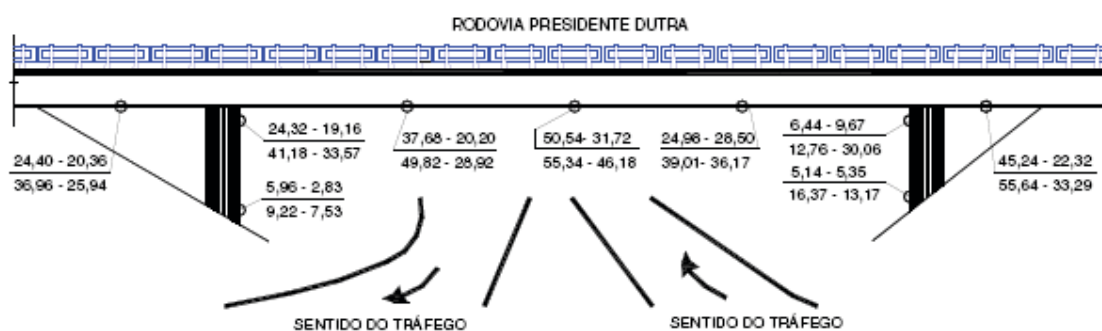 RODOVIA PRESIDENTE DUTRA
24,40 - 20,36
36,96 - 25,94
24,32 - 19,16
41,18 - 33,57
5,96 - 2,83
9,22 - 7,53
37,68 - 20,20
49,82 - 28,92
50,54- 31,72
55,34 - 46,18
24,98 - 28,50
39,01- 36,17
6,44 - 9,67
12,76 - 30,06
5,14 - 5,35
16,37 - 13,17
45,24 - 22,32
55,64 - 33,29
SENTIDO DO TRÁFEGO
SENTIDO DO TRÁFEGO